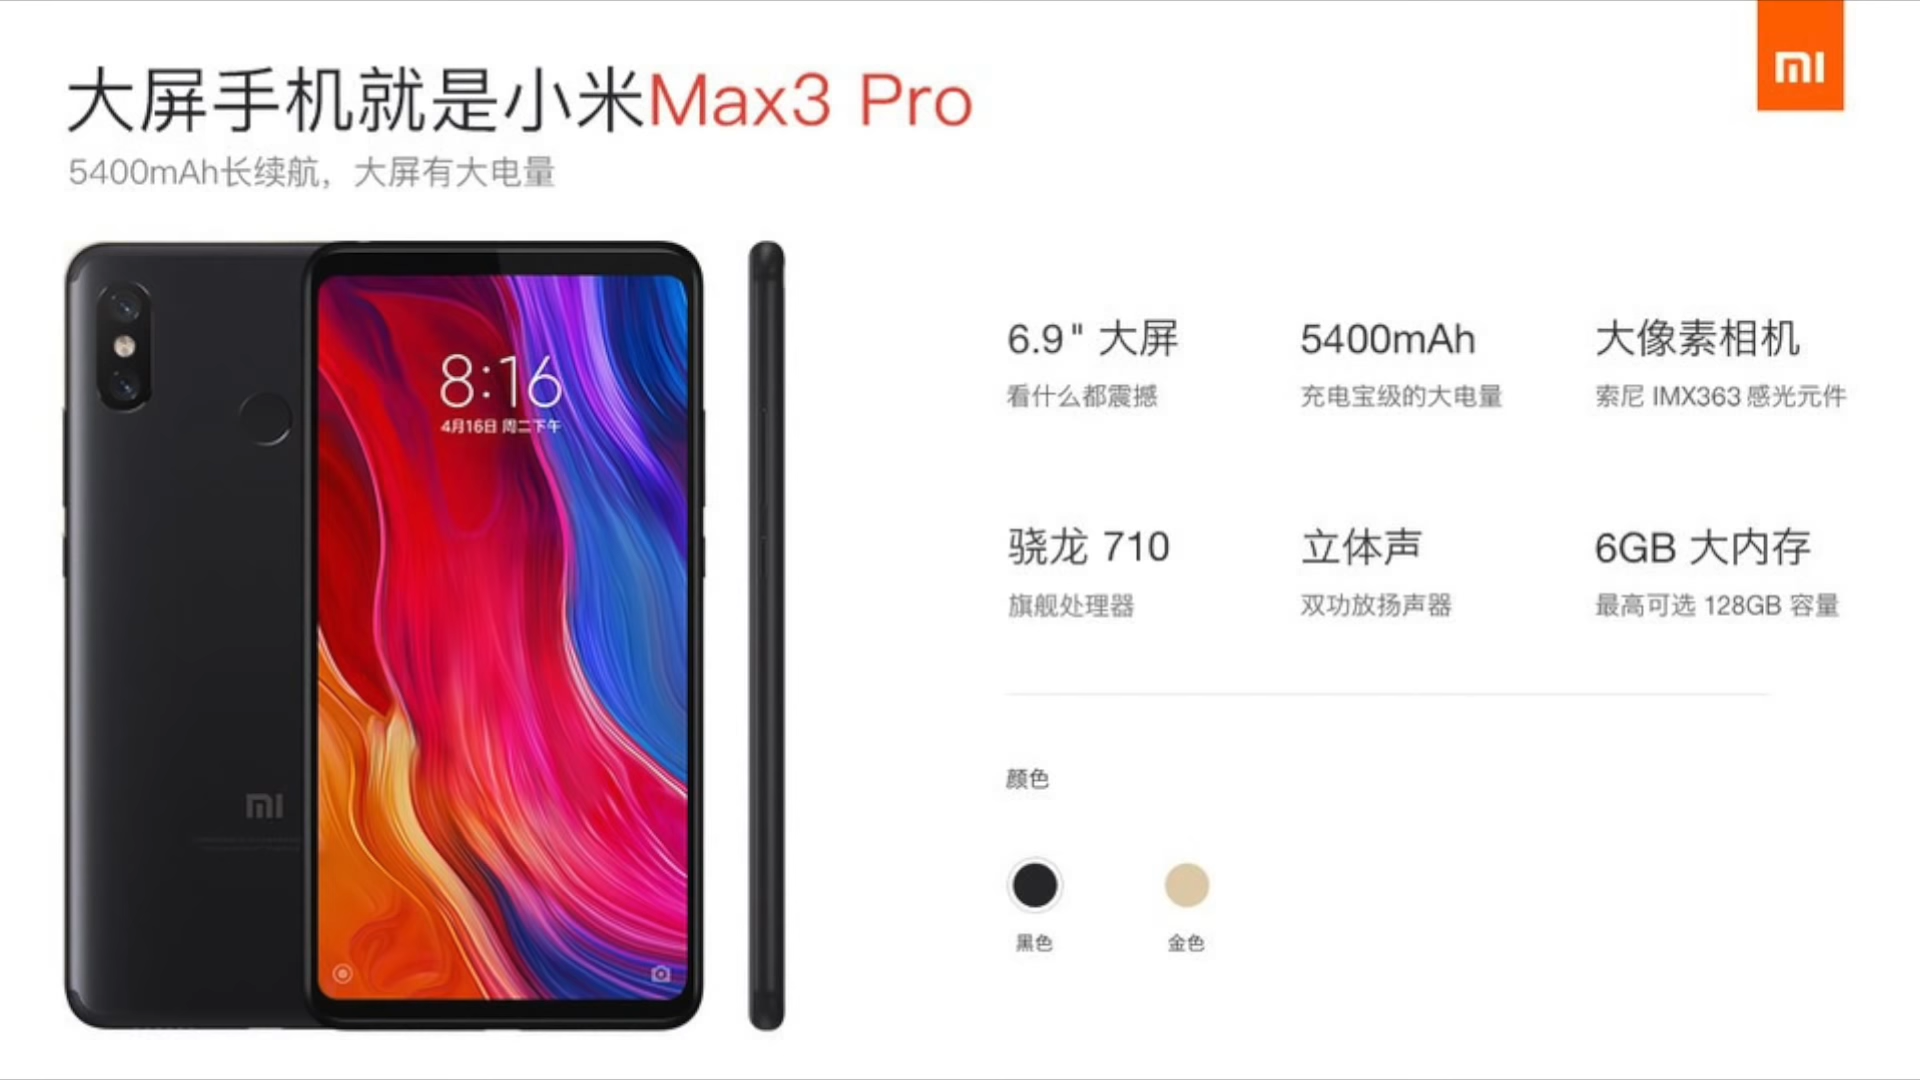 大屏手机就是小米Max3 Pro
5400mAh长续航，大屏有大电量
mi
8:16
4月16日 周二下午
mi
6.9" 大屏
看什么都震撼
5400mAh
充电宝级的大电量
大像素相机
索尼 IMX363 感光元件
骁龙 710
旗舰处理器
立体声
双功放扬声器
6GB 大内存
最高可选 128GB 容量
颜色
黑色
金色